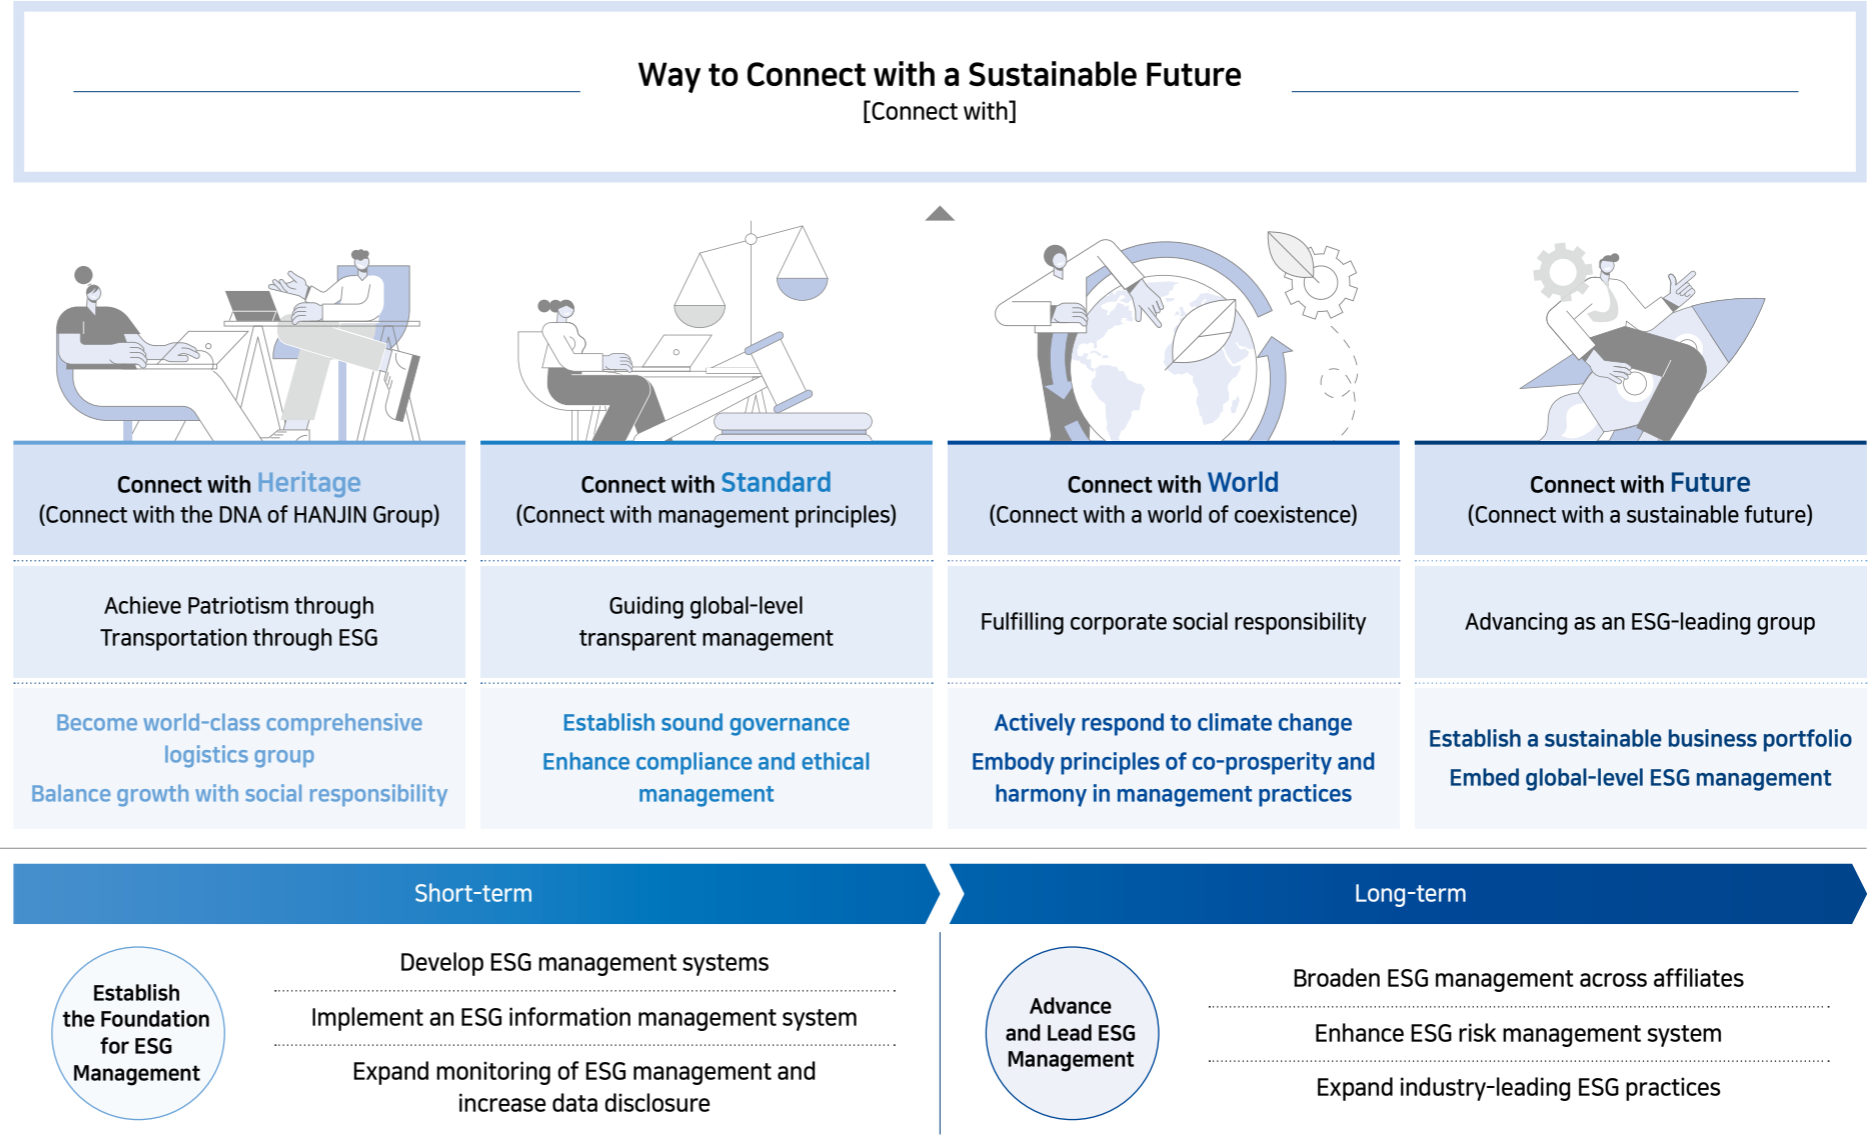 Way to Connect with a Sustainable Future
[Connect with]
Connect with Heritage
(Connect with the DNA of HANJIN Group)
Achieve Patriotism through
Transportation through ESG
Become world-class comprehensive
logistics group
Balance growth with social responsibility
Connect with Standard
(Connect with management principles)
Guiding global-level
transparent management
Establish sound governance
Enhance compliance and ethical
management
Connect with World
(Connect with a world of coexistence)
Fulfilling corporate social responsibility
Actively respond to climate change
Embody principles of co-prosperity and
harmony in management practices
Connect with Future
(Connect with a sustainable future)
Advancing as an ESG-leading group
Establish a sustainable business portfolio
Embed global-level ESG management
Short-term
Establish
the Foundation
for ESG
Management
Develop ESG management systems
Implement an ESG information management system
Expand monitoring of ESG management and
increase data disclosure
Long-term
Advance
and Lead ESG
Management
Broaden ESG management across affiliates
Enhance ESG risk management system
Expand industry-leading ESG practices